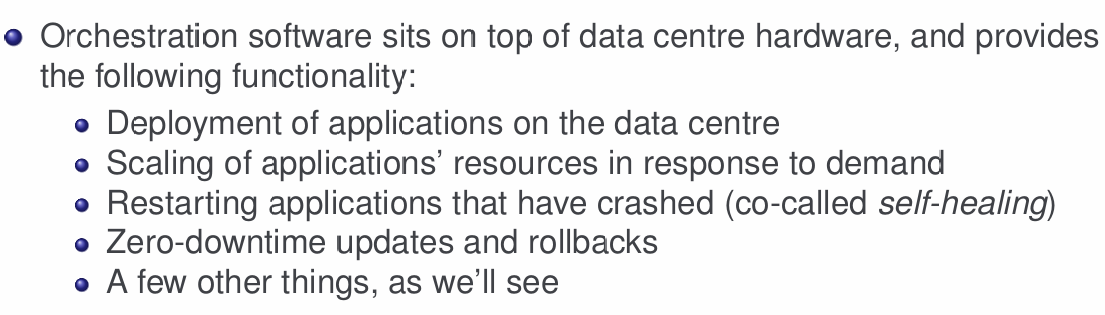 Orchestration software sits on top of data centre hardware, and provides
the following functionality:
Deployment of applications on the data centre
Scaling of applications' resources in response to demand
Restarting applications that have crashed (co-called self-healing)
Zero-downtime updates and rollbacks
A few other things, as we'll see